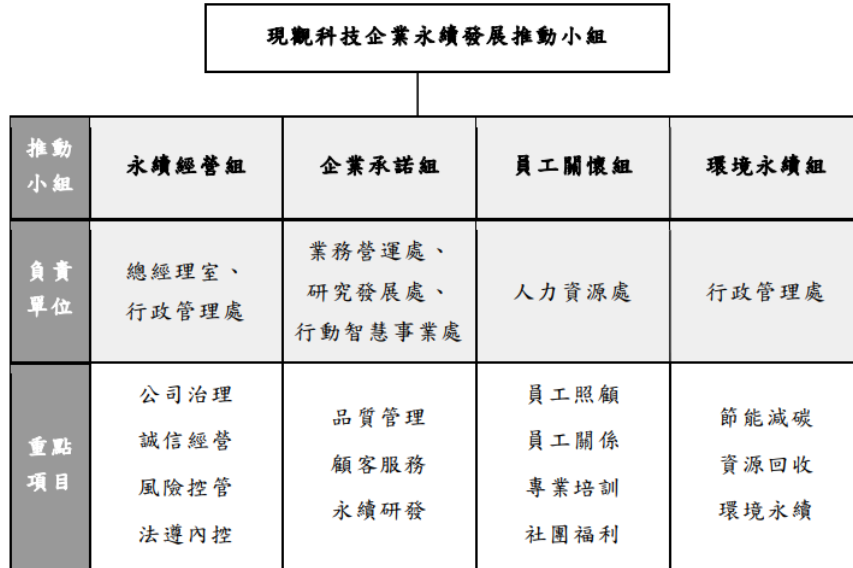 現觀科技企業永續發展推動小組
推動
小組
永續經營組
企業承諾組
員工關懷組
環境永續組
負責
單位
總經理室、
行政管理處
業務營運處、
研究發展處、
行動智慧事業處
人力資源處
行政管理處
重點
項目
公司治理
誠信經營
風險控管
法遵內控
品質管理
顧客服務
永續研發
員工照顧
員工關係
專業培訓
社團福利
節能減碳
資源回收
環境永續